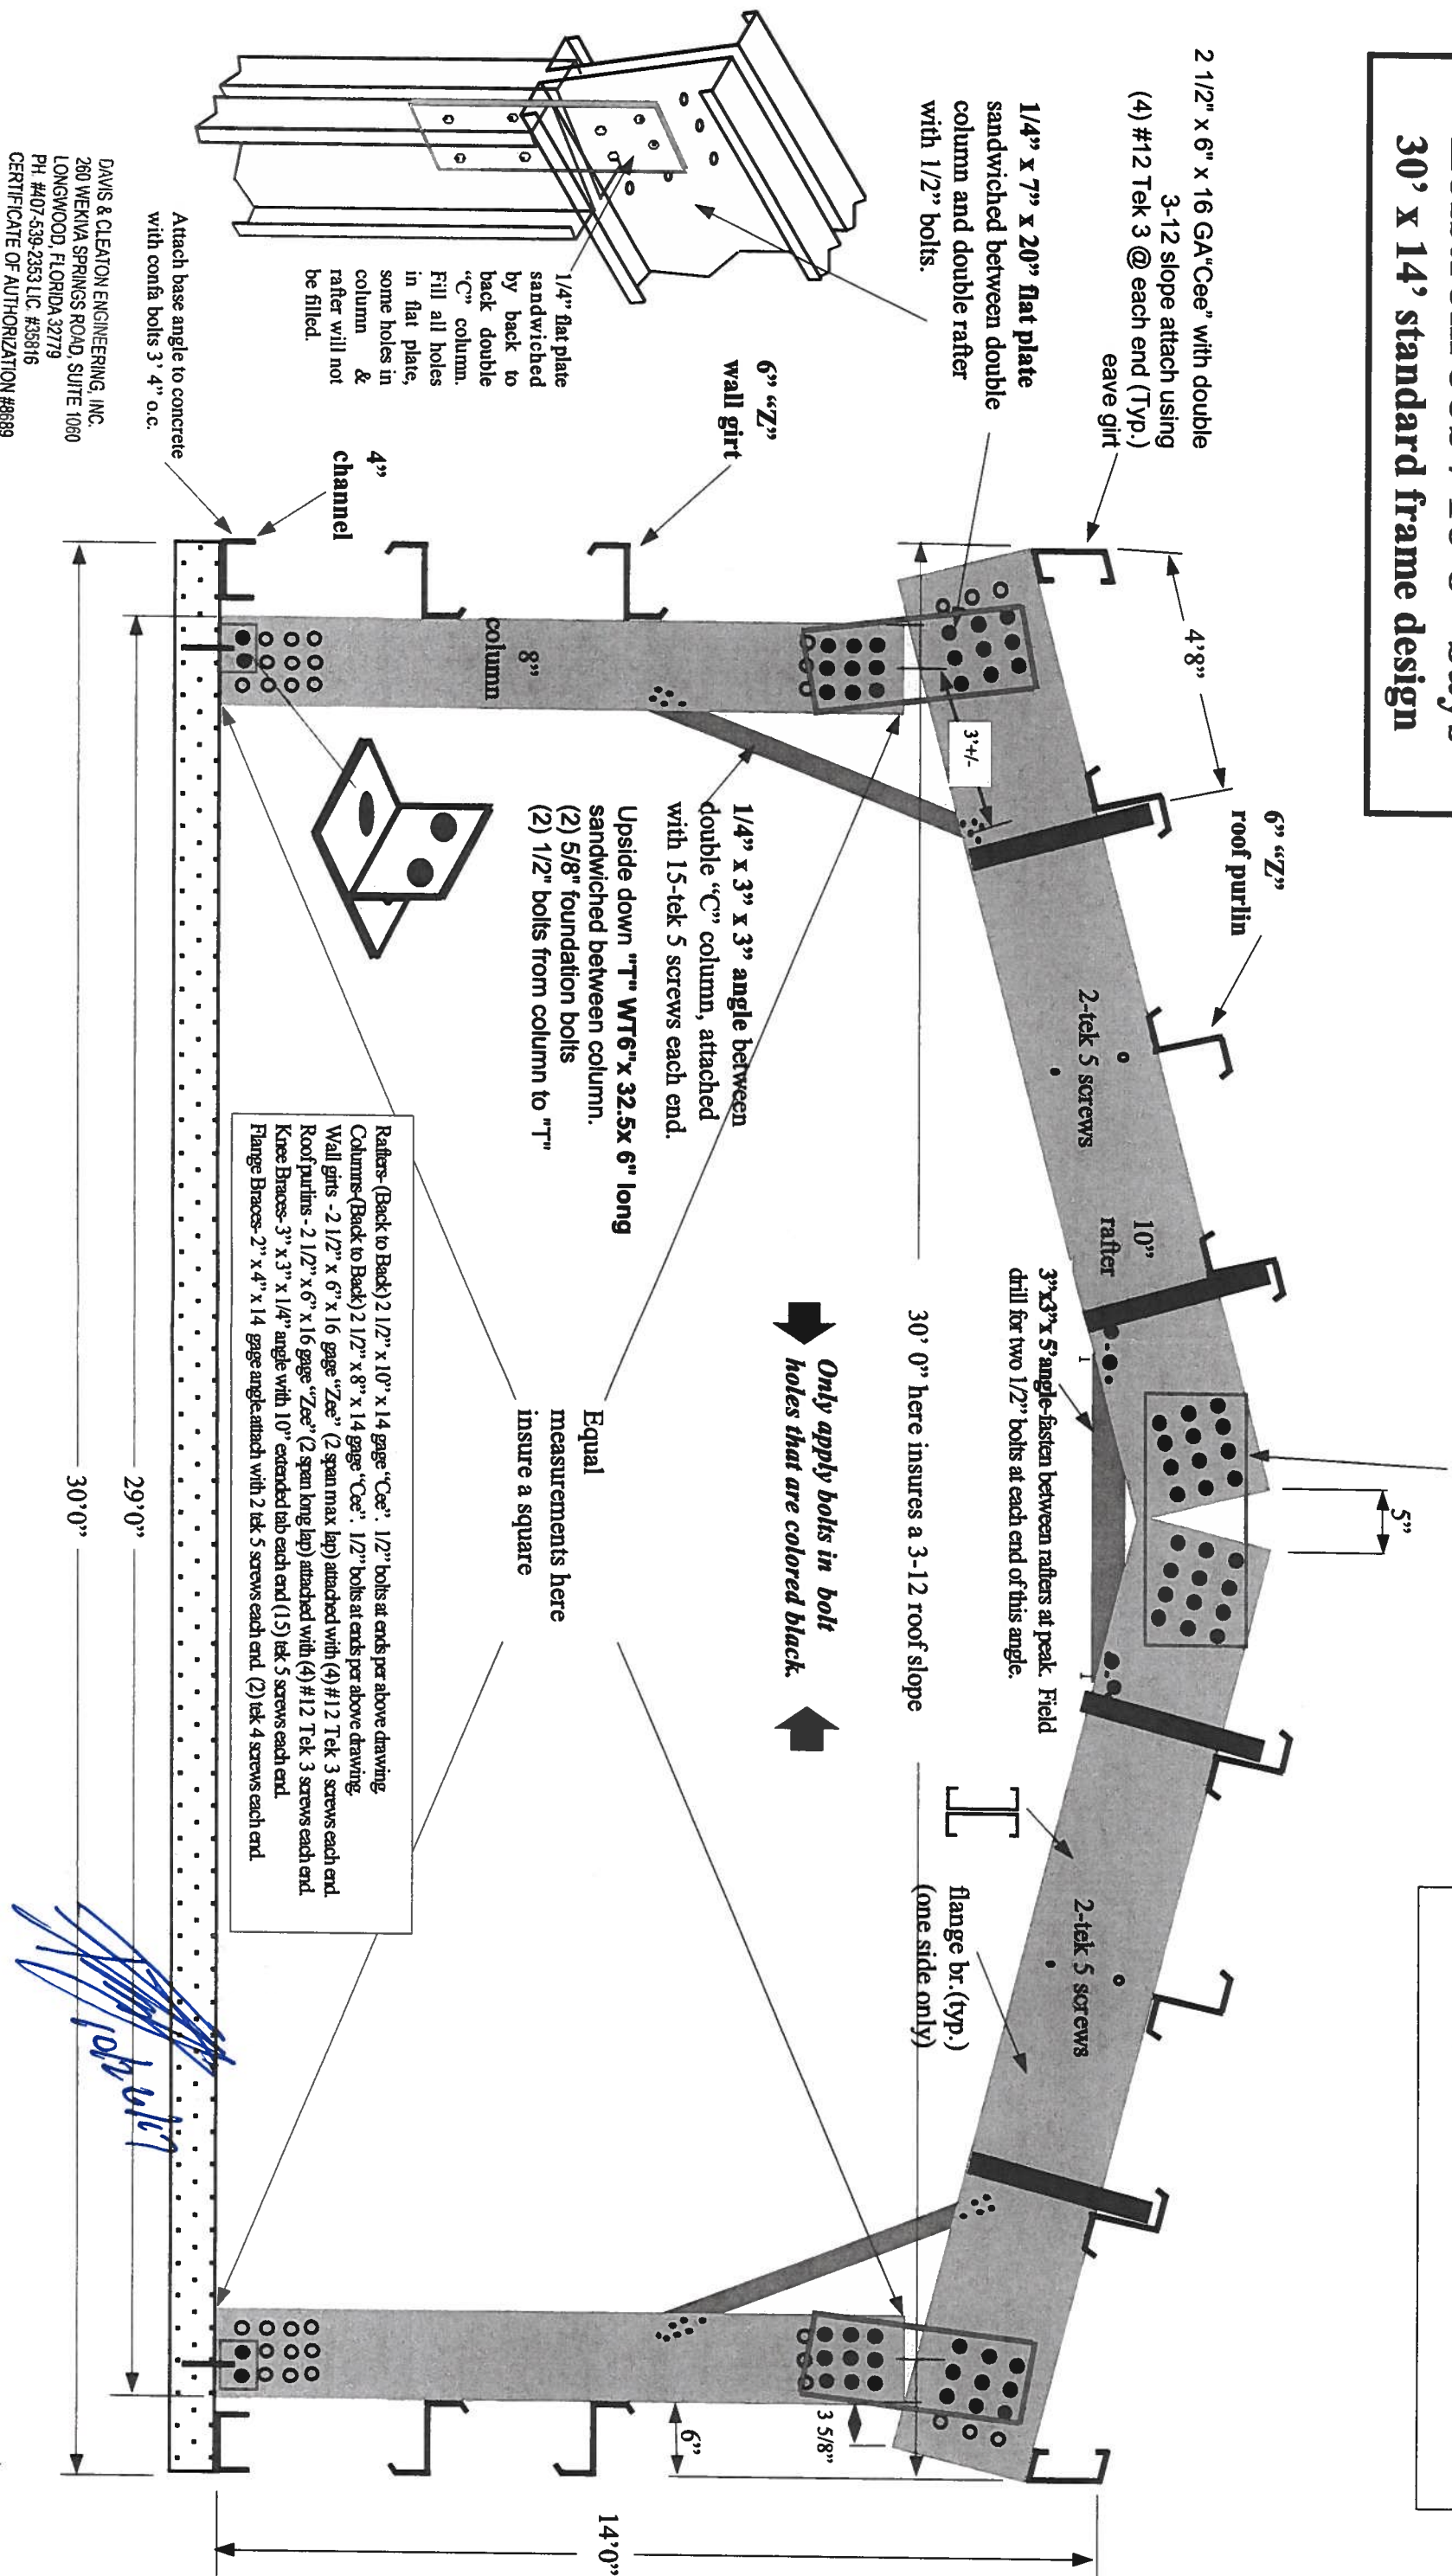 30' x 14' standard frame design
2 1/2" x 6" x 16 GA"Cee" with double
3-12 slope attach using
(4) #12 Tek 3 @ each end (Typ.)
eave girt
4'8"
6" "Z"
roof purlin
5"
1/4" x 7" x 20" flat plate
sandwiched between double
column and double rafter
with 1/2" bolts.
3'+/-
2-tek 5 screws
10"
rafter
2-tek 5 screws
3"x3"x 5'angle-fasten between rafters at peak. Field
drill for two 1/2" bolts at each end of this angle.
flange br.(typ.)
(one side only)
30' 0" here insures a 3-12 roof slope
6" "Z"
wall girt
1/4" flat plate
sandwiched
by back to
back double
"C" column.
Fill all holes
in flat plate,
some holes in
column &
rafter will not
be filled.
1/4" x 3" x 3" angle between
double "C" column, attached
with 15-tek 5 screws each end.
Only apply bolts in bolt
holes that are colored black.
3 5/8"
6"
14'0"
8"
column
Upside down "T" WT6"x 32.5x 6" long
sandwiched between column.
(2) 5/8" foundation bolts
(2) 1/2" bolts from column to "T"
Equal
measurements here
insure a square
4"
channel
Attach base angle to concrete
with confa bolts 3' 4" o.c.
Rafters-(Back to Back) 2 1/2" x 10" x 14 gage "Cee". 1/2" bolts at ends per above drawing.
Columns-(Back to Back) 2 1/2" x 8" x 14 gage "Cee". 1/2" bolts at ends per above drawing.
Wall girts - 2 1/2" x 6" x 16 gage "Zee" (2 span max lap) attached with (4) #12 Tek 3 screws each end.
Roof purlins - 2 1/2" x 6" x 16 gage "Zee" (2 span long lap) attached with (4) #12 Tek 3 screws each end.
Knee Braces- 3" x 3" x 1/4" angle with 10" extended tab each end (15) tek 5 screws each end.
Flange Braces- 2" x 4" x 14 gage angle.attach with 2 tek 5 screws each end. (2) tek 4 screws each end.
29'0"
30'0"
DAVIS & CLEATON ENGINEERING, INC.
260 WEKIVA SPRINGS ROAD, SUITE 1060
LONGWOOD, FLORIDA 32779
PH. #407-539-2353 LIC. #35816
CERTIFICATE OF AUTHORIZATION #8689